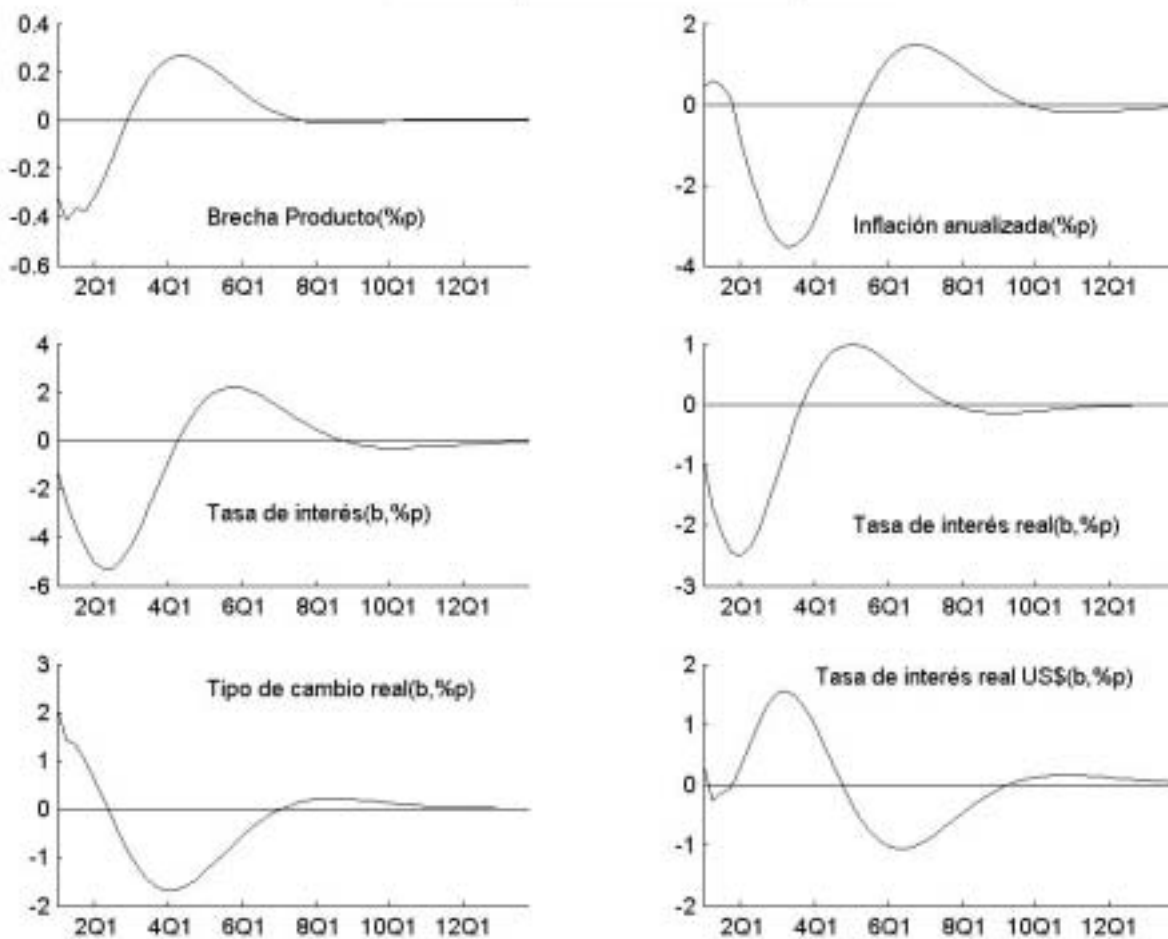 0.4
0.2
0
-0.2
-0.4
-0.6
Brecha Producto(%p)
2Q1 4Q1 6Q1 8Q1 10Q1 12Q1
2
0
-2
-4
Inflación anualizada(%p)
2Q1 4Q1 6Q1 8Q1 10Q1 12Q1
4
2
0
-2
-4
-6
Tasa de interés(b,%p)
2Q1 4Q1 6Q1 8Q1 10Q1 12Q1
1
0
-1
-2
-3
Tasa de interés real(b,%p)
2Q1 4Q1 6Q1 8Q1 10Q1 12Q1
3
2
1
0
-1
-2
Tipo de cambio real(b,%p)
2Q1 4Q1 6Q1 8Q1 10Q1 12Q1
2
1
0
-1
-2
Tasa de interés real US$(b,%p)
2Q1 4Q1 6Q1 8Q1 10Q1 12Q1